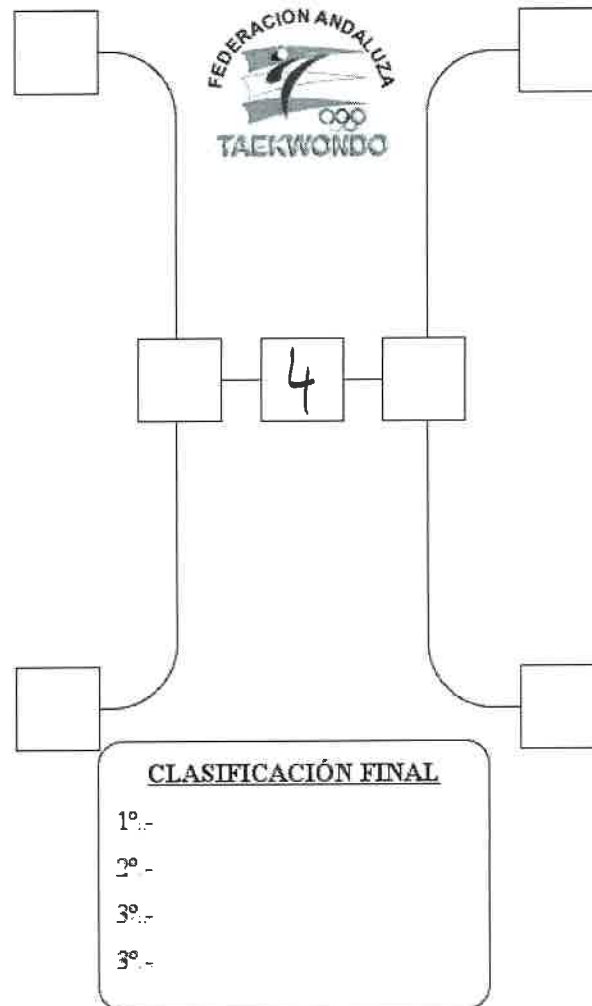 FEDERACION ANDALUZA
TAEKWONDO
4
CLASIFICACIÓN FINAL
1º.-
2º.-
3º.-
3º.-